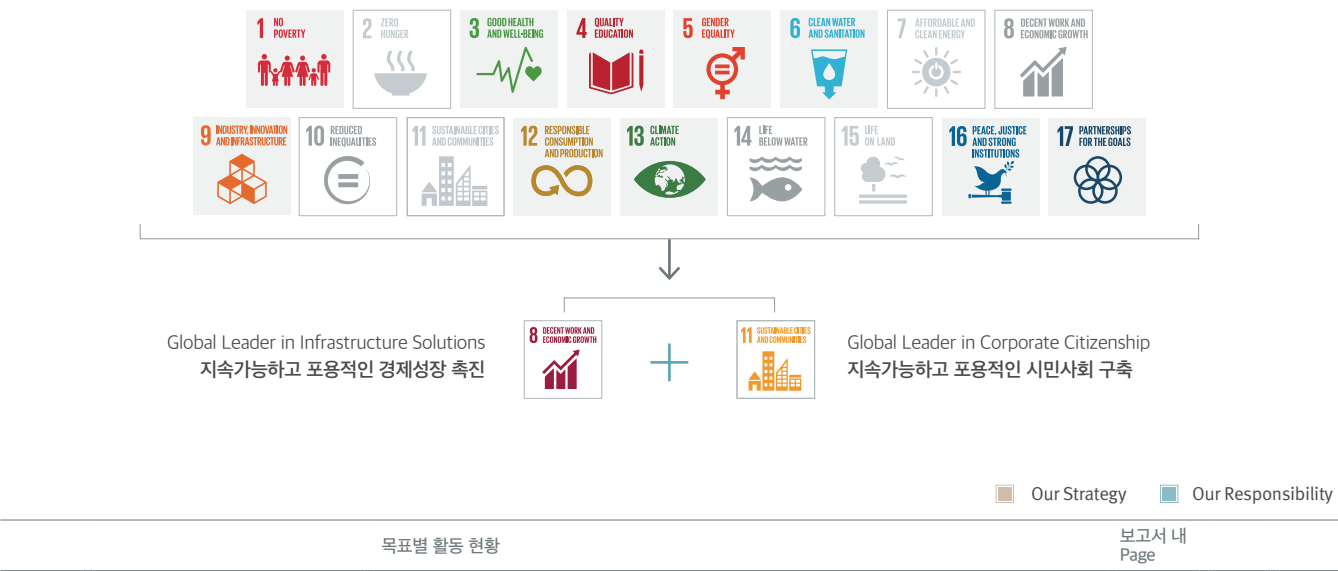 1 NO
POVERTY
2 ZERO
HUNGER
3 GOOD HEALTH
AND WELL-BEING
4 QUALITY
EDUCATION
5 GENDER
EQUALITY
6 CLEAN WATER
AND SANITATION
7 AFFORDABLE AND
CLEAN ENERGY
8 DECENT WORK AND
ECONOMIC GROWTH
9 INDUSTRY, INNOVATION
AND INFRASTRUCTURE
10 REDUCED
INEQUALITIES
11 SUSTAINABLE CITIES
AND COMMUNITIES
12 RESPONSIBLE
CONSUMPTION
AND PRODUCTION
13 CLIMATE
ACTION
14 LIFE
BELOW WATER
15 LIFE
ON LAND
16 PEACE, JUSTICE
AND STRONG
INSTITUTIONS
17 PARTNERSHIPS
FOR THE GOALS
Global Leader in Infrastructure Solutions
지속가능하고 포용적인 경제성장 촉진
8 DECENT WORK AND
ECONOMIC GROWTH
11 SUSTAINABLE CITIES
AND COMMUNITIES
Global Leader in Corporate Citizenship
지속가능하고 포용적인 시민사회 구축
Our Strategy
Our Responsibility
목표별 활동 현황
보고서 내
Page